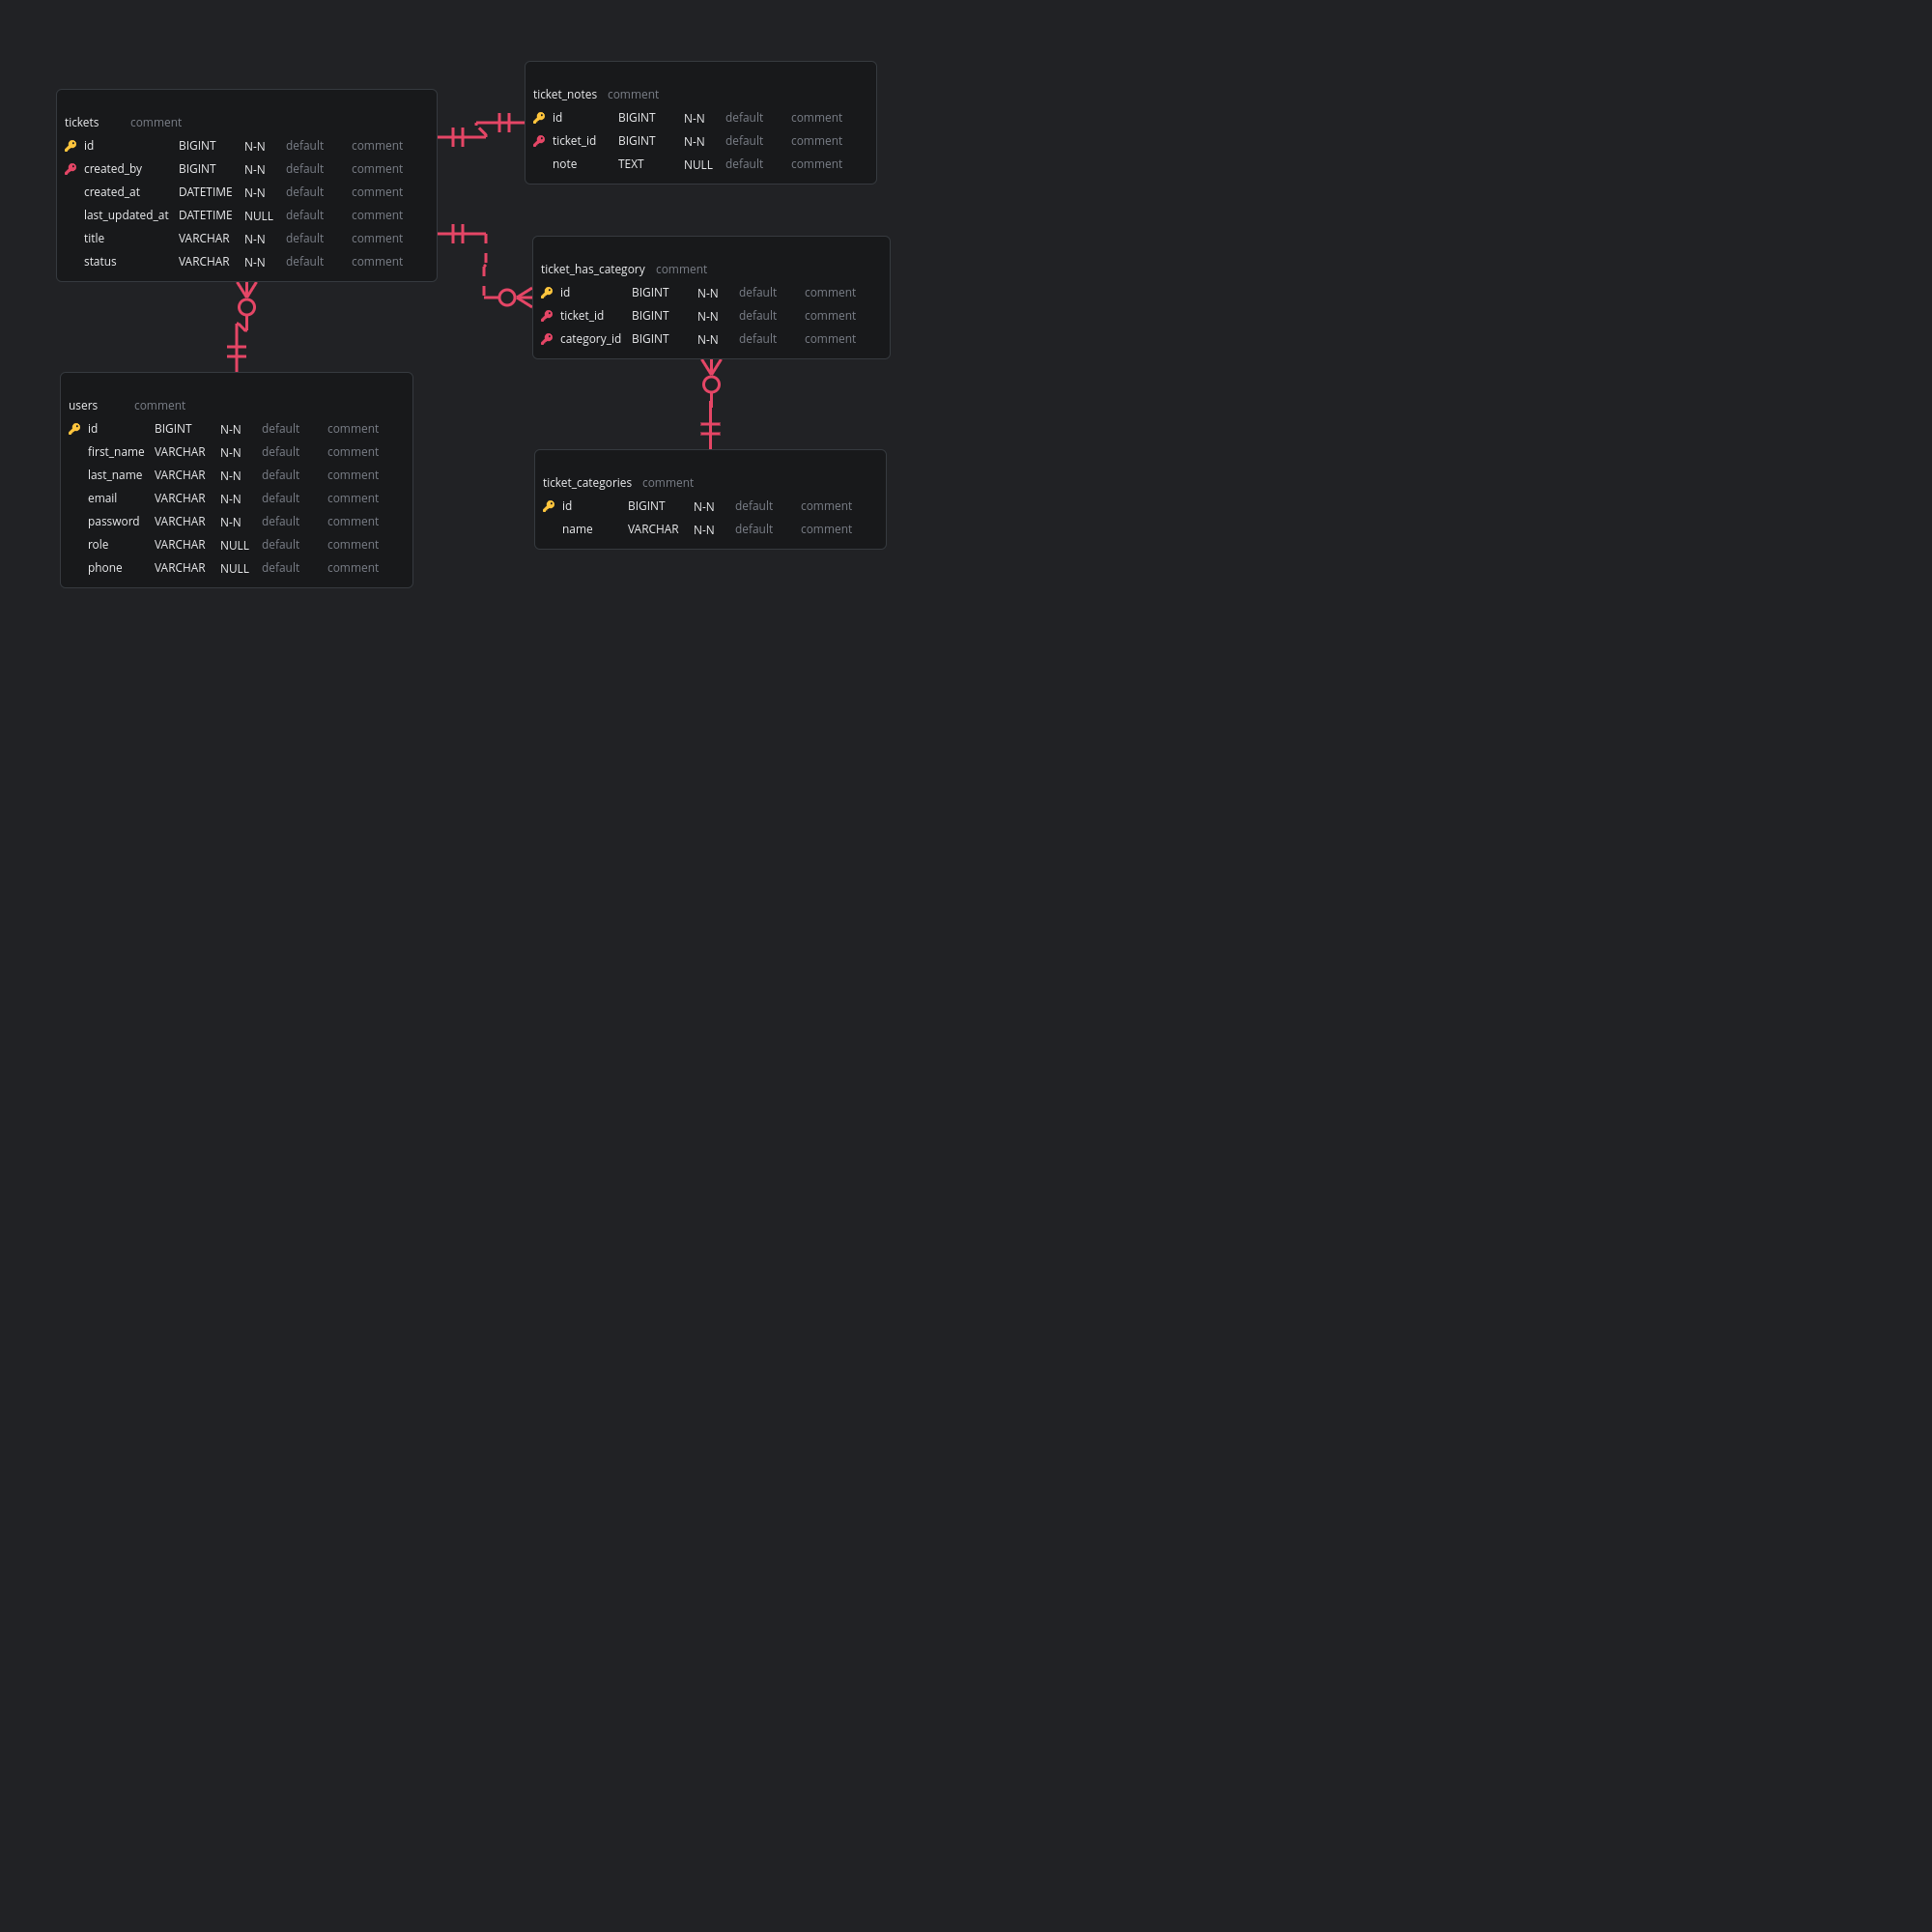 tickets comment
id BIGINT N-N default comment
created_by BIGINT N-N default comment
created_at DATETIME N-N default comment
last_updated_at DATETIME NULL default comment
title VARCHAR N-N default comment
status VARCHAR N-N default comment
ticket_notes comment
id BIGINT N-N default comment
ticket_id BIGINT N-N default comment
note TEXT NULL default comment
ticket_has_category comment
id BIGINT N-N default comment
ticket_id BIGINT N-N default comment
category_id BIGINT N-N default comment
users comment
id BIGINT N-N default comment
first_name VARCHAR N-N default comment
last_name VARCHAR N-N default comment
email VARCHAR N-N default comment
password VARCHAR N-N default comment
role VARCHAR NULL default comment
phone VARCHAR NULL default comment
ticket_categories comment
id BIGINT N-N default comment
name VARCHAR N-N default comment